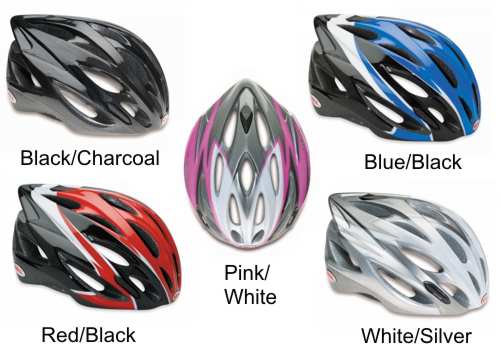 Black/Charcoal
Blue/Black
Pink/
White
Red/Black
White/Silver